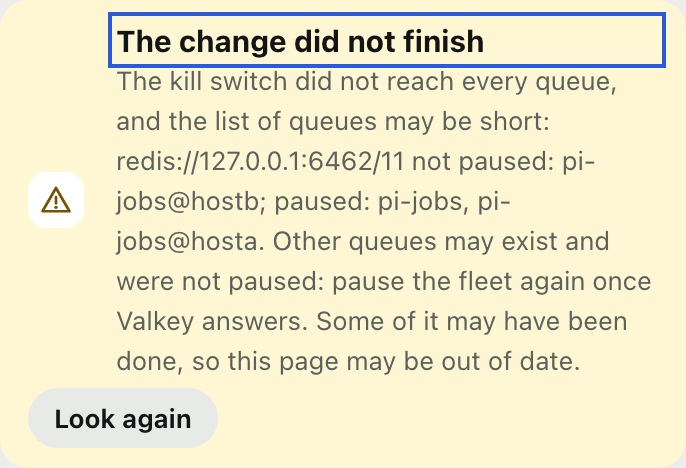 The change did not finish
The kill switch did not reach every queue,
and the list of queues may be short:
redis://127.0.0.1:6462/11 not paused: pi-
jobs@hostb; paused: pi-jobs, pi-
jobs@hosta. Other queues may exist and
were not paused: pause the fleet again once
Valkey answers. Some of it may have been
done, so this page may be out of date.
Look again